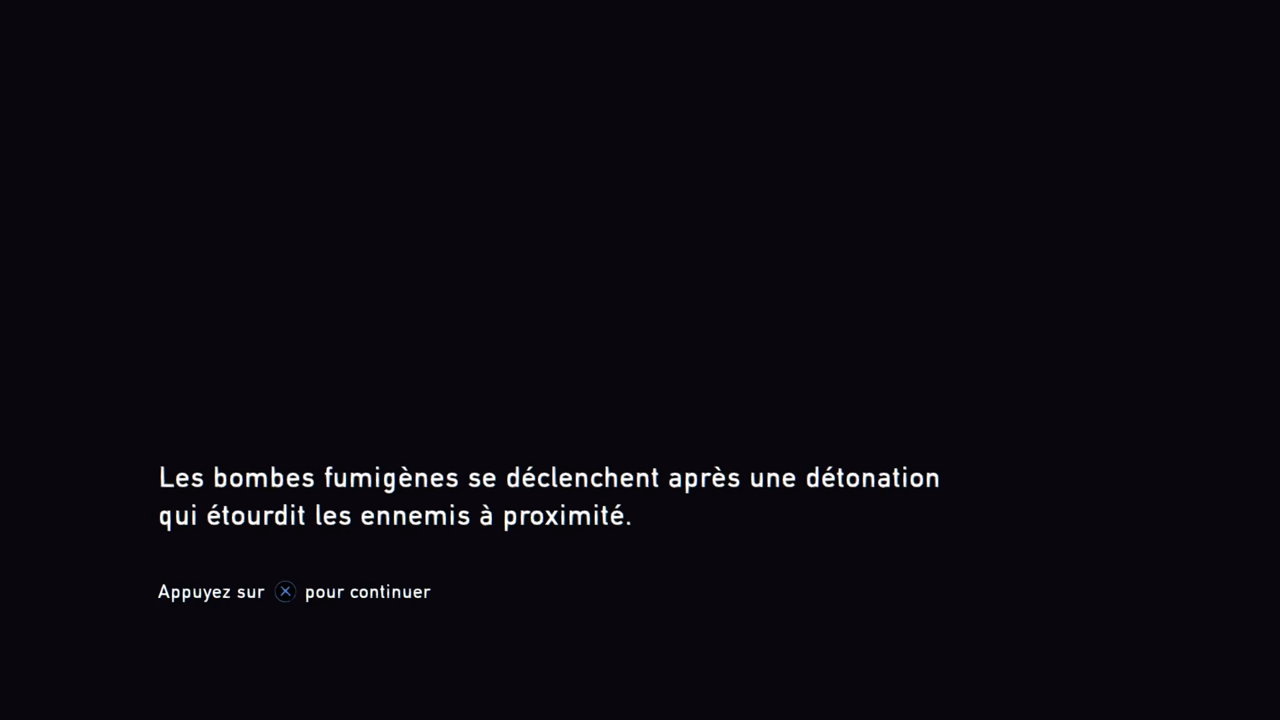 Les bombes fumigènes se déclenchent après une détonation
qui étourdit les ennemis à proximité.
Appuyez sur ⓧ pour continuer